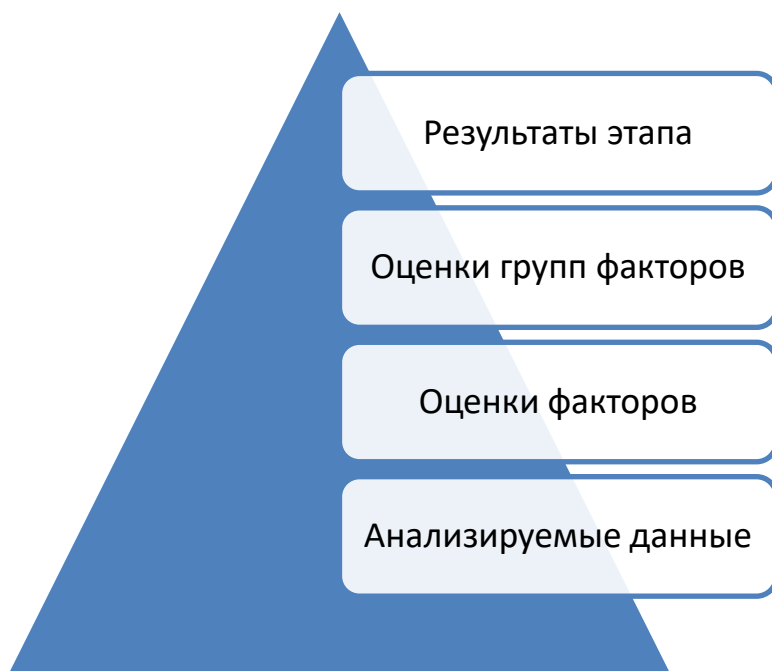 Результаты этапа
Оценки групп факторов
Оценки факторов
Анализируемые данные